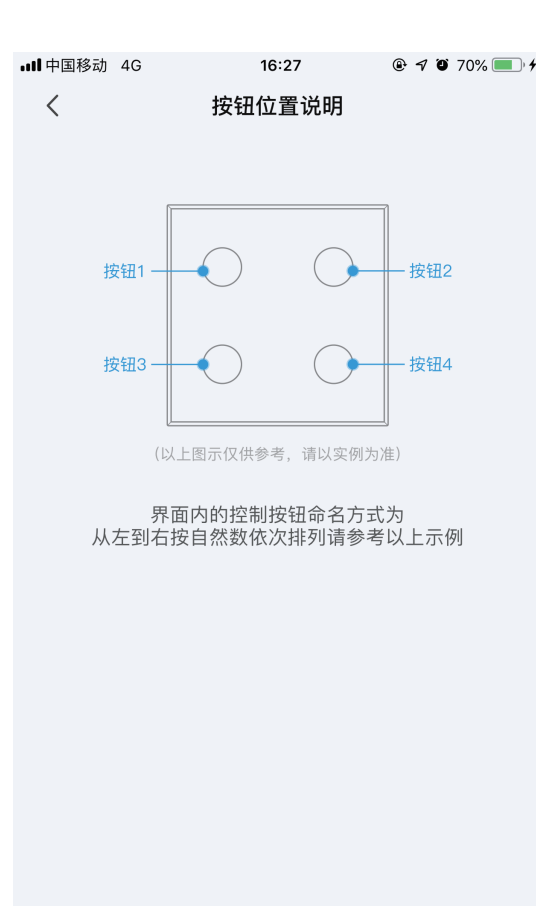 中国移动 4G 16:27 70%
按钮位置说明
按钮1 按钮2
按钮3 按钮4
(以上图示仅供参考，请以实例为准)
界面内的控制按钮命名方式为
从左到右按自然数依次排列请参考以上示例